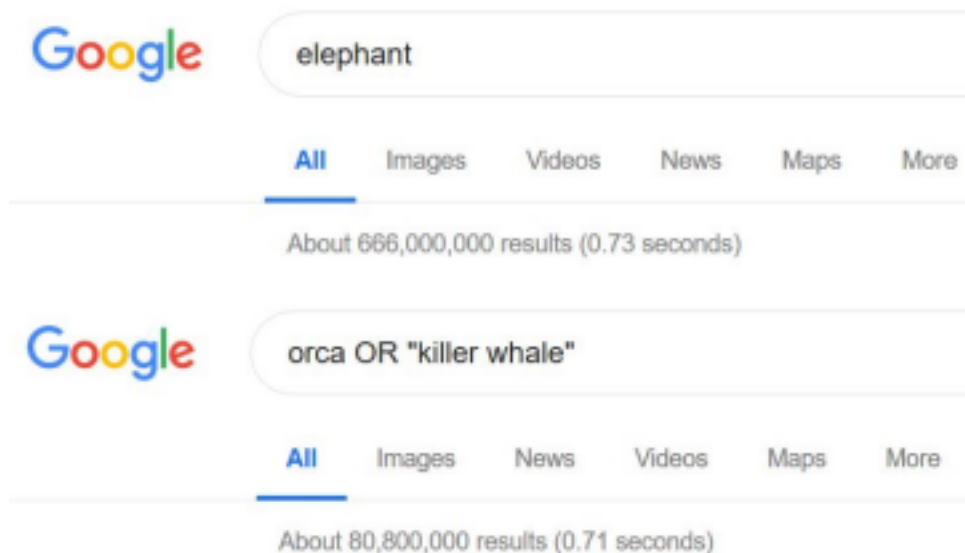 Google elephant
All Images Videos News Maps More
About 666,000,000 results (0.73 seconds)
Google orca OR "killer whale"
All Images News Videos Maps More
About 80,800,000 results (0.71 seconds)